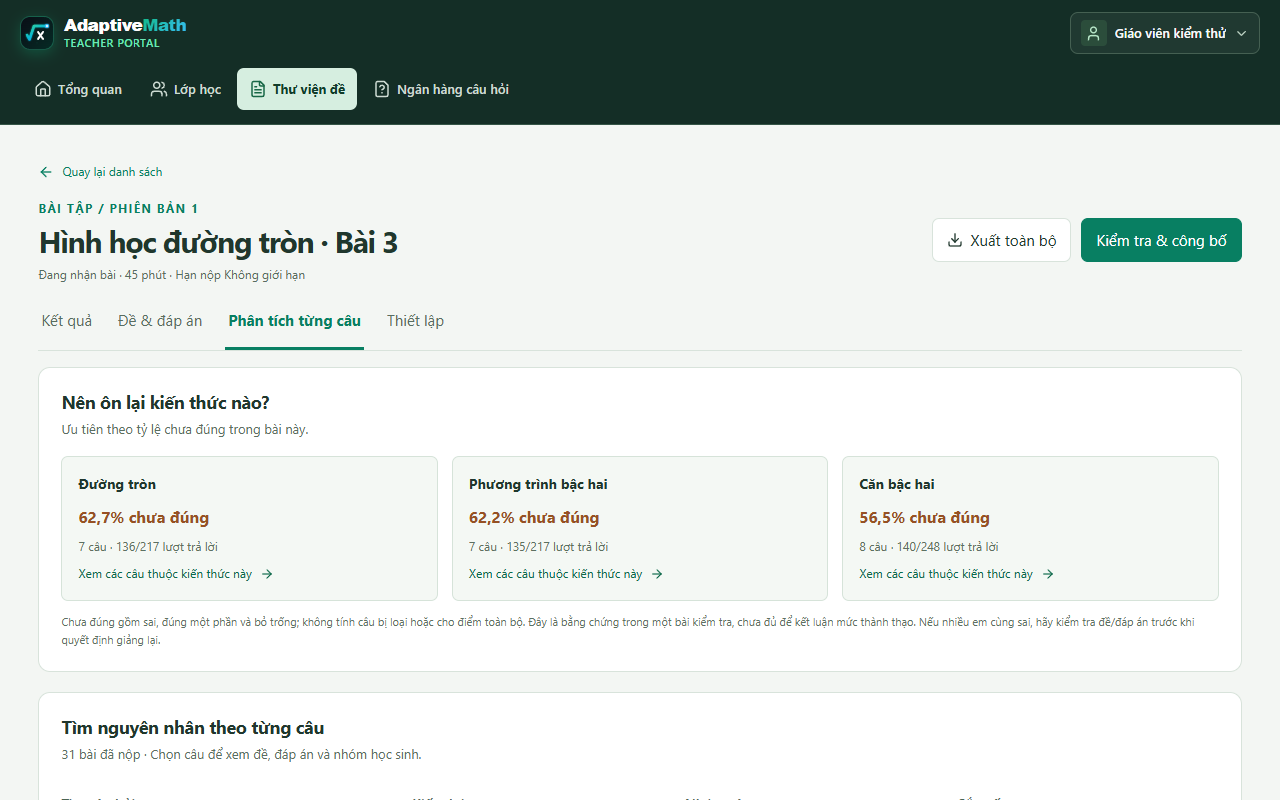 AdaptiveMath
TEACHER PORTAL
Giáo viên kiểm thử
Tổng quan
Lớp học
Thư viện đề
Ngân hàng câu hỏi
Quay lại danh sách
BÀI TẬP / PHIÊN BẢN 1
Hình học đường tròn · Bài 3
Đang nhận bài · 45 phút · Hạn nộp Không giới hạn
Xuất toàn bộ
Kiểm tra & công bố
Kết quả
Đề & đáp án
Phân tích từng câu
Thiết lập
Nên ôn lại kiến thức nào?
Ưu tiên theo tỷ lệ chưa đúng trong bài này.
Đường tròn
62,7% chưa đúng
7 câu · 136/217 lượt trả lời
Xem các câu thuộc kiến thức này
Phương trình bậc hai
62,2% chưa đúng
7 câu · 135/217 lượt trả lời
Xem các câu thuộc kiến thức này
Căn bậc hai
56,5% chưa đúng
8 câu · 140/248 lượt trả lời
Xem các câu thuộc kiến thức này
Chưa đúng gồm sai, đúng một phần và bỏ trống; không tính câu bị loại hoặc cho điểm toàn bộ. Đây là bằng chứng trong một bài kiểm tra, chưa đủ để kết luận mức thành thạo. Nếu nhiều em cùng sai, hãy kiểm tra đề/đáp án trước khi
quyết định giảng lại.
Tìm nguyên nhân theo từng câu
31 bài đã nộp · Chọn câu để xem đề, đáp án và nhóm học sinh.